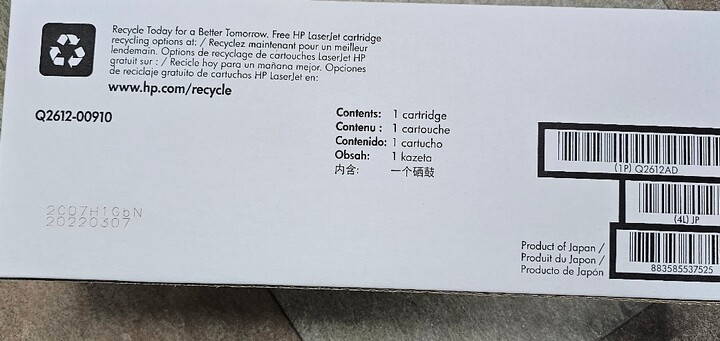 Recycle Today for a Better Tomorrow. Free HP LaserJet cartridge
recycling options at: / Recyclez maintenant pour un meilleur
lendemain. Options de recyclage de cartouches LaserJet HP
gratuit sur : / Recicle hoy para un mañana mejor. Opciones
de reciclaje gratuito de cartuchos HP LaserJet en:
www.hp.com/recycle
Q2612-00910
Contents: 1 cartridge
Contenu : 1 cartouche
Contenido: 1 cartucho
Obsah: 1 kazeta
内含: 一个硒鼓
(1P) Q2612AD
(4L) JP
2C07H1GbN
20220307
Product of Japan /
Produit du Japon /
Producto de Japón
883585537525